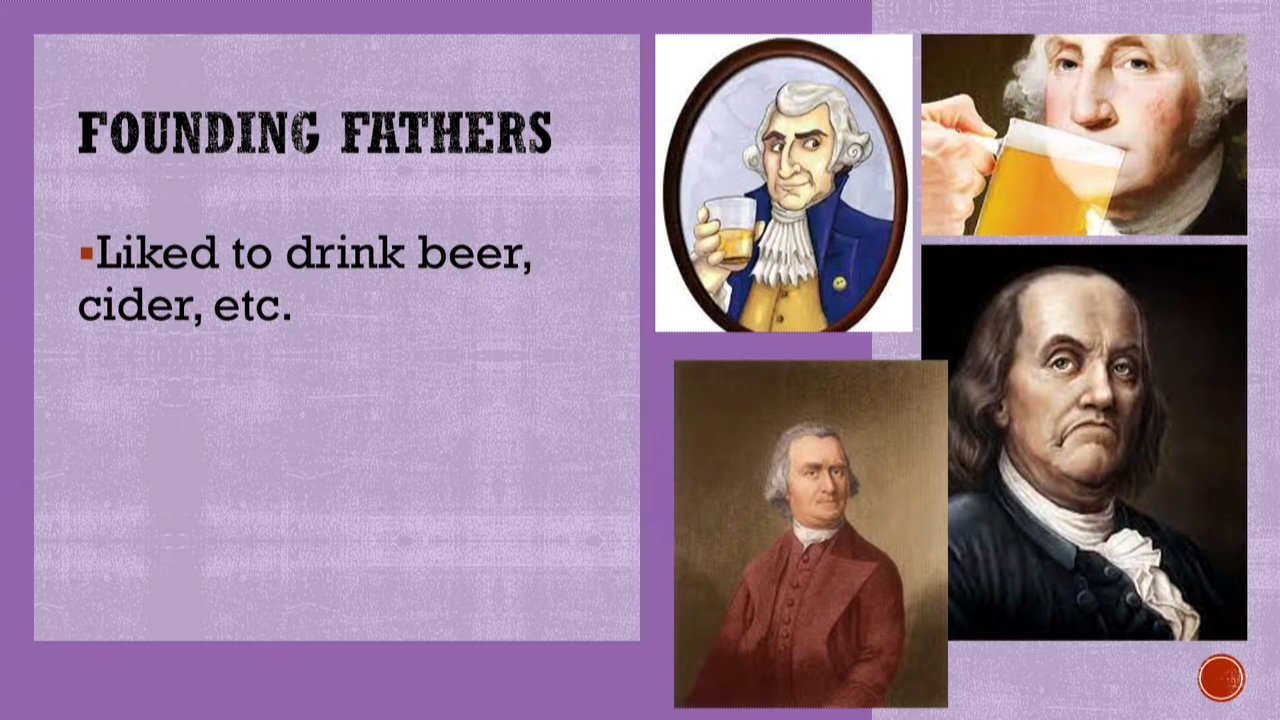 FOUNDING FATHERS
▪Liked to drink beer,
cider, etc.